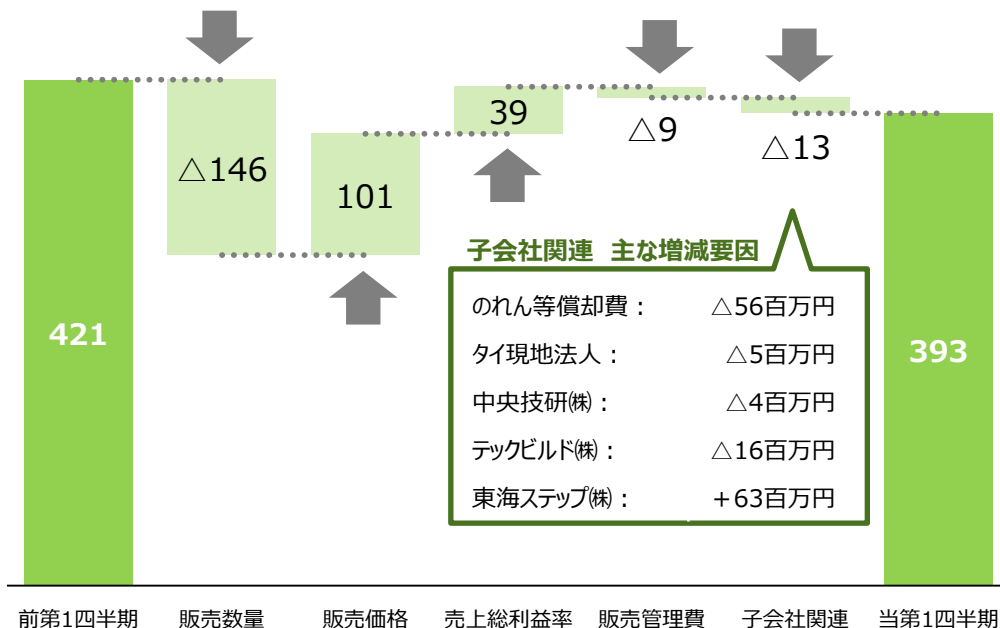 39
△9
△13
△146
101
子会社関連 主な増減要因
のれん等償却費： △56百万円
タイ現地法人： △5百万円
中央技研㈱： △4百万円
テックビルド㈱： △16百万円
東海ステップ㈱： +63百万円
421
393
前第1四半期 販売数量 販売価格 売上総利益率 販売管理費 子会社関連 当第1四半期